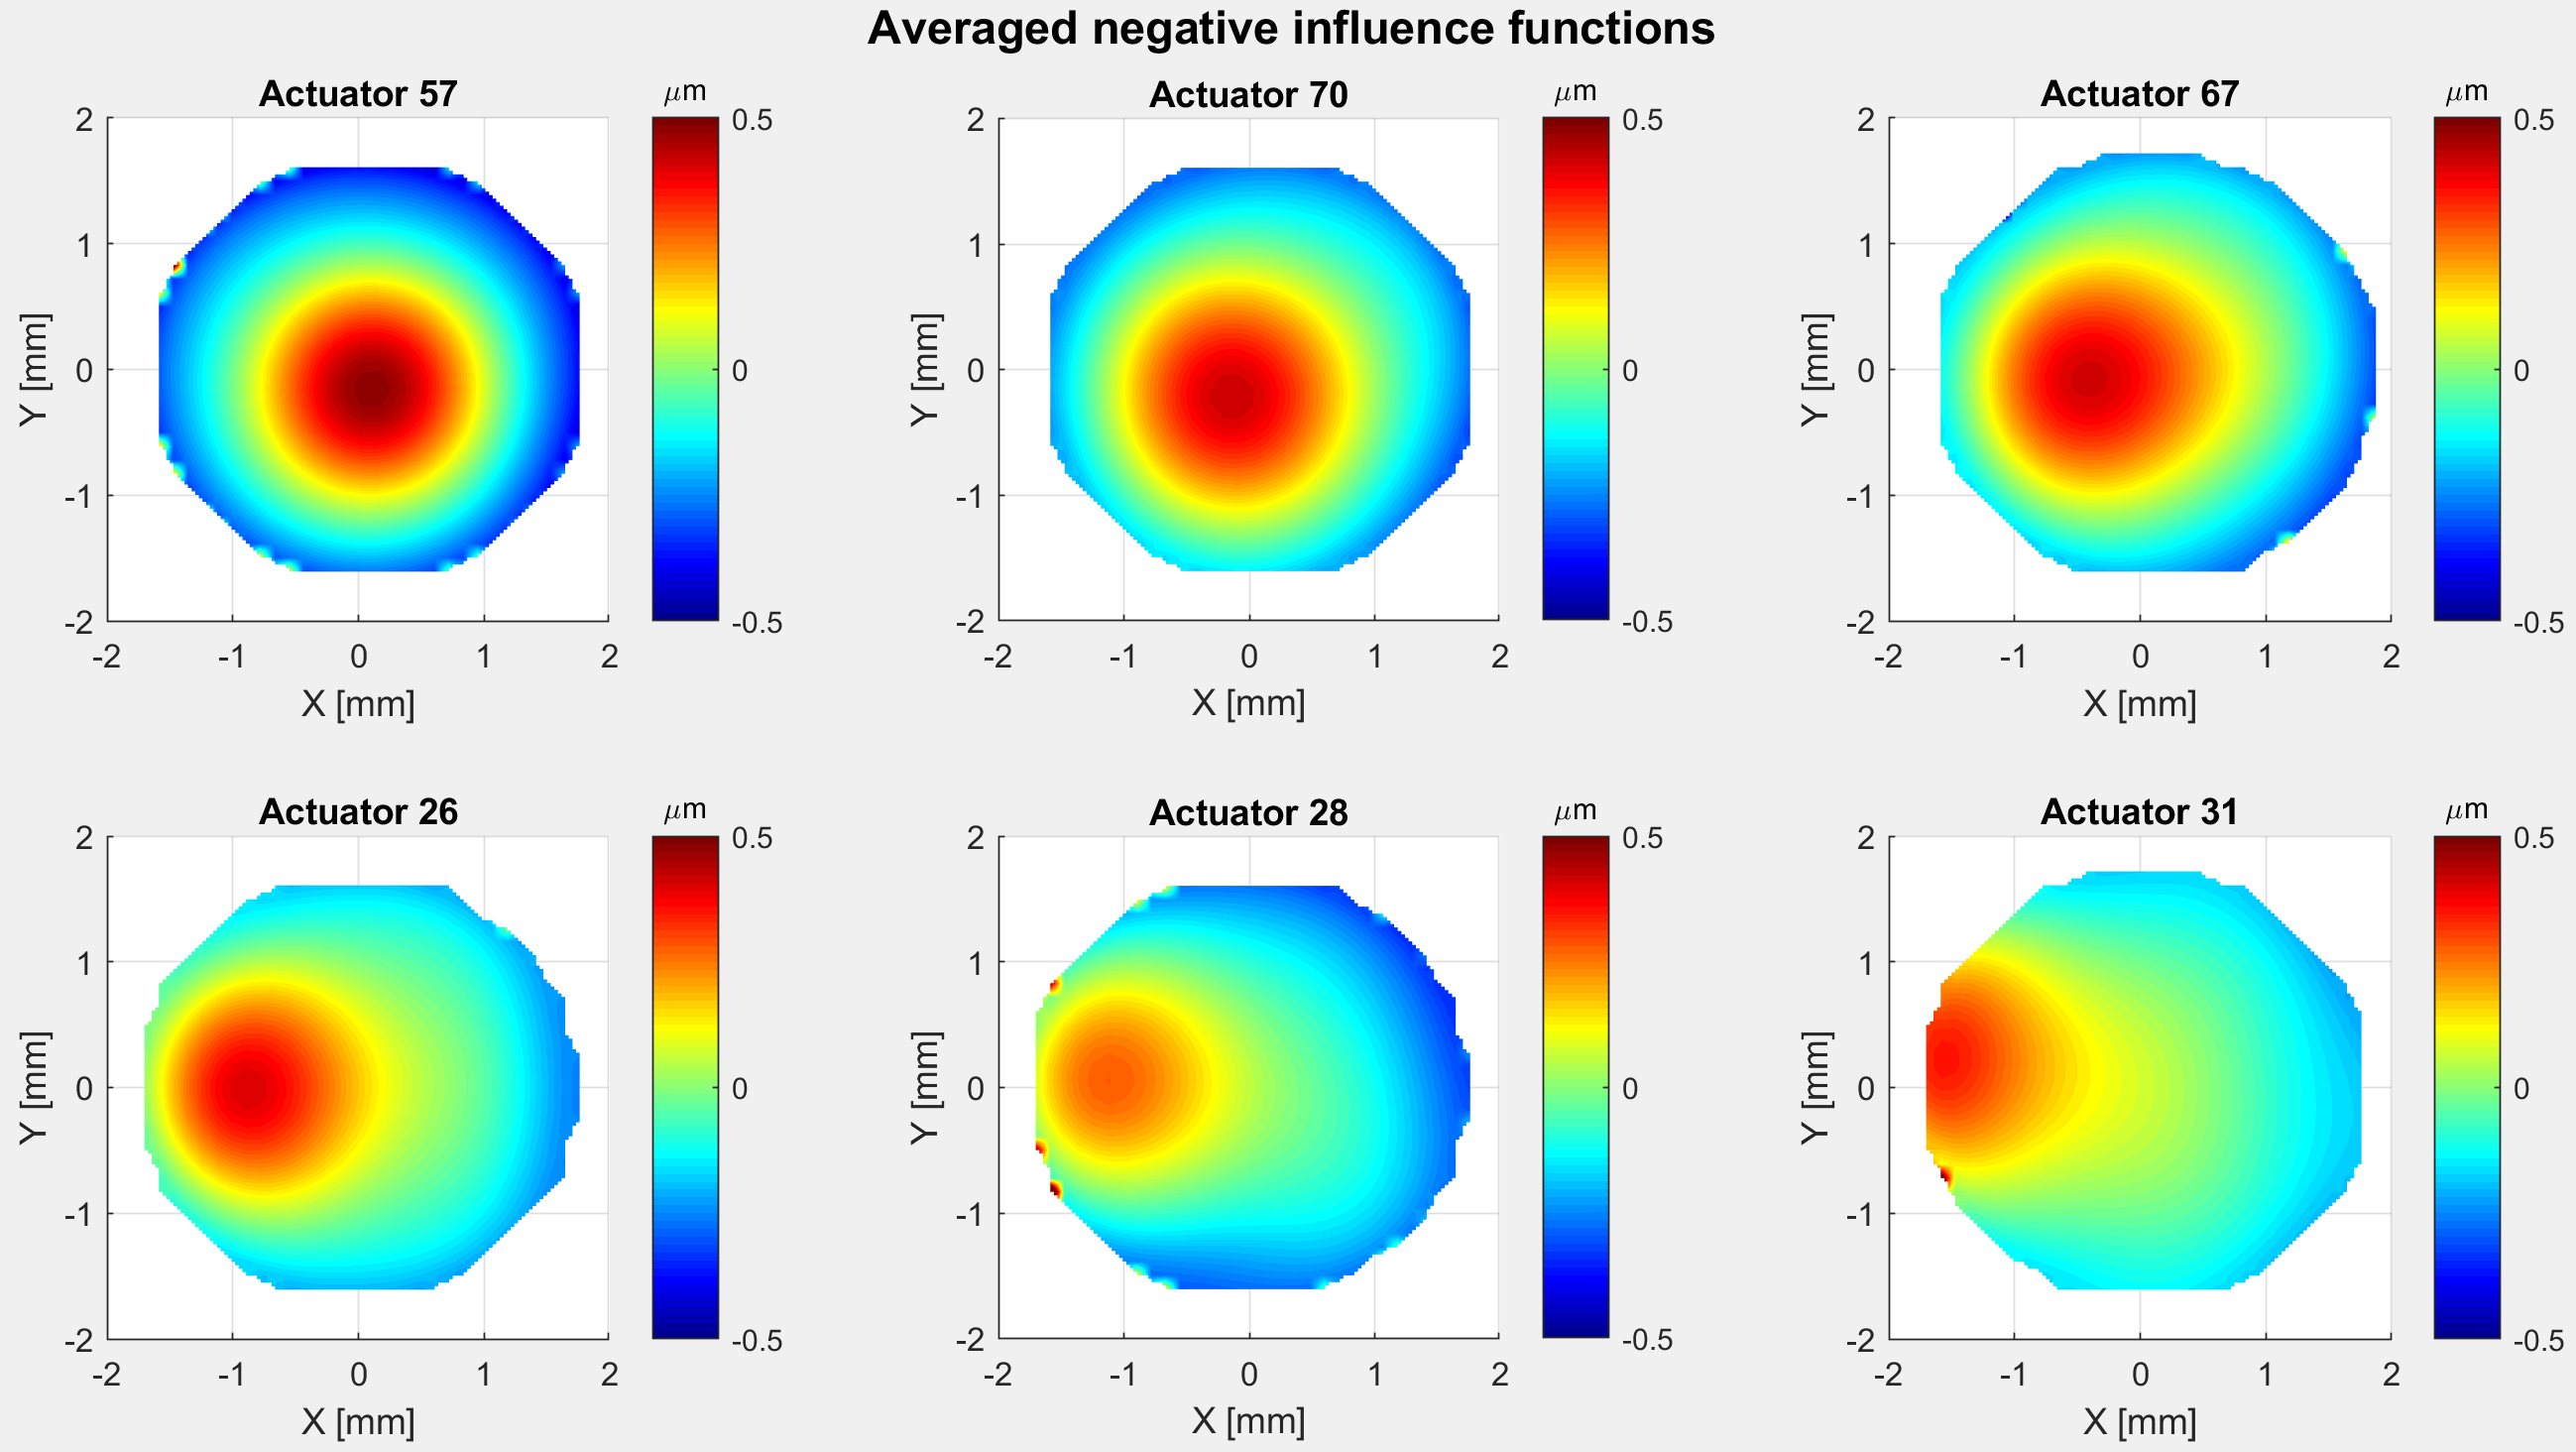 Averaged negative influence functions
Actuator 57
μm
2
1
0
-1
-2
Y [mm]
-2 -1 0 1 2
X [mm]
0.5
0
-0.5
Actuator 70
μm
2
1
0
-1
-2
Y [mm]
-2 -1 0 1 2
X [mm]
0.5
0
-0.5
Actuator 67
μm
2
1
0
-1
-2
Y [mm]
-2 -1 0 1 2
X [mm]
0.5
0
-0.5
Actuator 26
μm
2
1
0
-1
-2
Y [mm]
-2 -1 0 1 2
X [mm]
0.5
0
-0.5
Actuator 28
μm
2
1
0
-1
-2
Y [mm]
-2 -1 0 1 2
X [mm]
0.5
0
-0.5
Actuator 31
μm
2
1
0
-1
-2
Y [mm]
-2 -1 0 1 2
X [mm]
0.5
0
-0.5